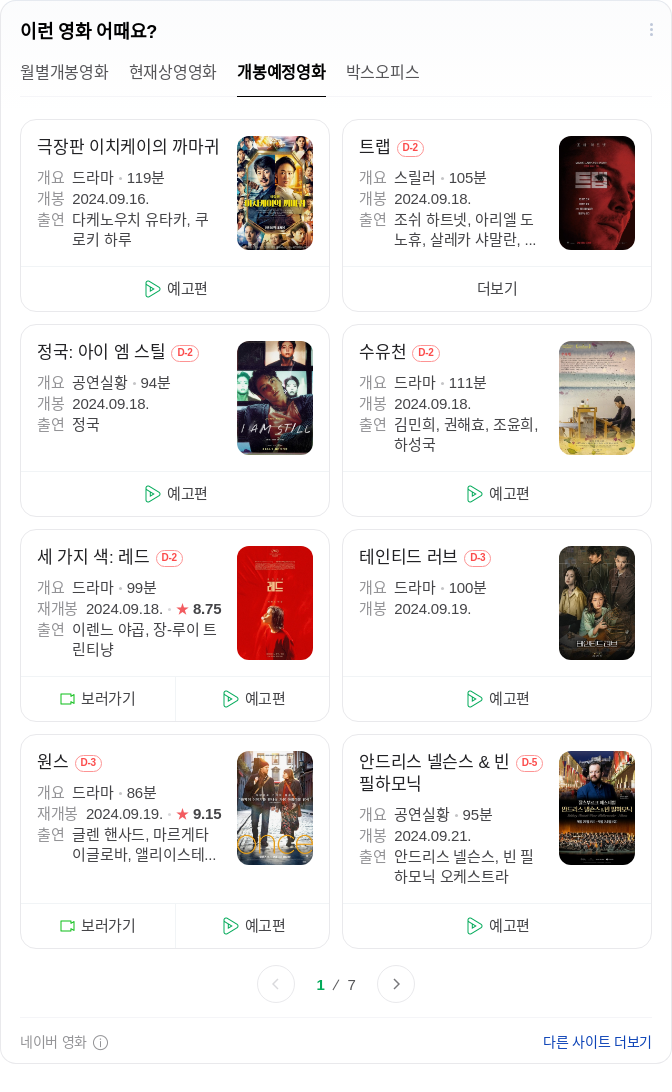 이런 영화 어때요?
월별개봉영화 현재상영영화 개봉예정영화 박스오피스
극장판 이치케이의 까마귀
개요 드라마 119분
개봉 2024.09.16.
출연 다케노우치 유타카, 쿠
로키 하루
예고편
트랩 D-2
개요 스릴러 105분
개봉 2024.09.18.
출연 조쉬 하트넷, 아리엘 도
노휴, 살레카 샤말란, ...
트랩
더보기
정국: 아이 엠 스틸 D-2
개요 공연실황 94분
개봉 2024.09.18.
출연 정국
I AM STILL
예고편
수유천 D-2
개요 드라마 111분
개봉 2024.09.18.
출연 김민희, 권해효, 조윤희,
하성국
예고편
세 가지 색: 레드 D-2
개요 드라마 99분
재개봉 2024.09.18. ★ 8.75
출연 이렌느 야곱, 장-루이 트
린티냥
레드
보러가기 예고편
테인티드 러브 D-3
개요 드라마 100분
개봉 2024.09.19.
테인티드 러브
예고편
원스 D-3
개요 드라마 86분
재개봉 2024.09.19. ★ 9.15
출연 글렌 핸사드, 마르게타
이글로바, 앨리이스테...
once
보러가기 예고편
안드리스 넬슨스 & 빈 D-5
필하모닉
개요 공연실황 95분
개봉 2024.09.21.
출연 안드리스 넬슨스, 빈 필
하모닉 오케스트라
예고편
1 / 7
네이버 영화
다른 사이트 더보기